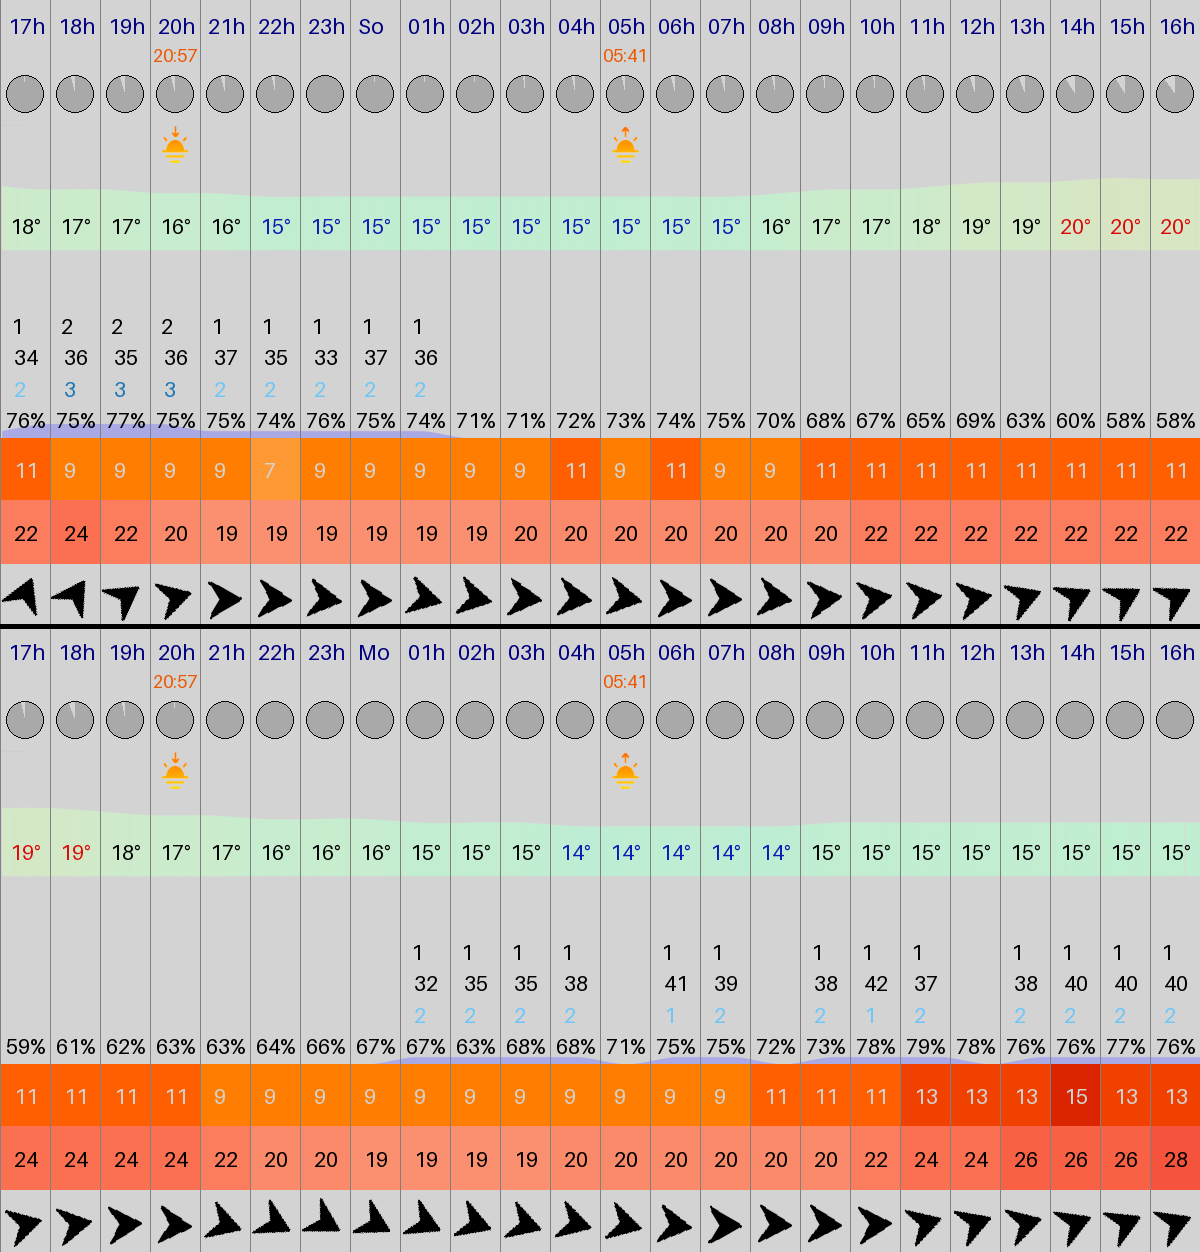 17h 18h 19h 20h 21h 22h 23h So 01h 02h 03h 04h 05h 06h 07h 08h 09h 10h 11h 12h 13h 14h 15h 16h
20:57 05:41
18° 17° 17° 16° 16° 15° 15° 15° 15° 15° 15° 15° 15° 15° 15° 16° 17° 17° 18° 19° 19° 20° 20° 20°
1 2 2 2 1 1 1 1 1
34 36 35 36 37 35 33 37 36
2 3 3 3 2 2 2 2 2
76% 75% 77% 75% 75% 74% 76% 75% 74% 71% 71% 72% 73% 74% 75% 70% 68% 67% 65% 69% 63% 60% 58% 58%
11 9 9 9 9 7 9 9 9 9 9 11 9 11 9 9 11 11 11 11 11 11 11 11
22 24 22 20 19 19 19 19 19 19 20 20 20 20 20 20 20 22 22 22 22 22 22 22
17h 18h 19h 20h 21h 22h 23h Mo 01h 02h 03h 04h 05h 06h 07h 08h 09h 10h 11h 12h 13h 14h 15h 16h
20:57 05:41
19° 19° 18° 17° 17° 16° 16° 16° 15° 15° 15° 14° 14° 14° 14° 14° 15° 15° 15° 15° 15° 15° 15° 15°
1 1 1 1 1 1 1 1 1 1 1 1 1
32 35 35 38 41 39 38 42 37 38 40 40 40
2 2 2 2 1 2 2 1 2 2 2 2 2
59% 61% 62% 63% 63% 64% 66% 67% 67% 63% 68% 68% 71% 75% 75% 72% 73% 78% 79% 78% 76% 76% 77% 76%
11 11 11 11 9 9 9 9 9 9 9 9 9 9 9 11 11 11 13 13 13 15 13 13
24 24 24 24 22 20 20 19 19 19 19 20 20 20 20 20 20 22 24 24 26 26 26 28